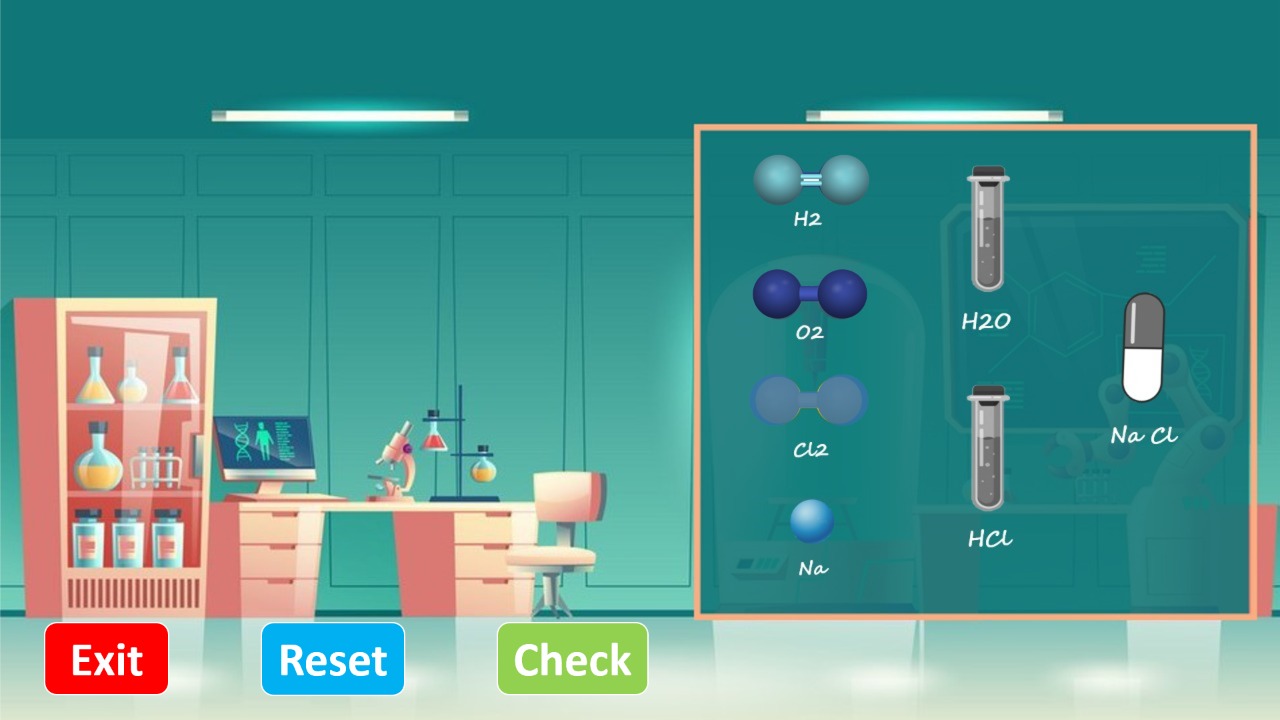 H2
O2
Cl2
Na
H2O
HCl
Na Cl
Exit
Reset
Check